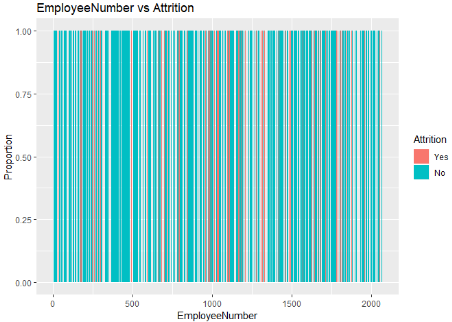 EmployeeNumber vs Attrition
1.00
0.75
0.50
0.25
0.00
Proportion
0 500 1000 1500 2000
EmployeeNumber
Attrition
Yes
No